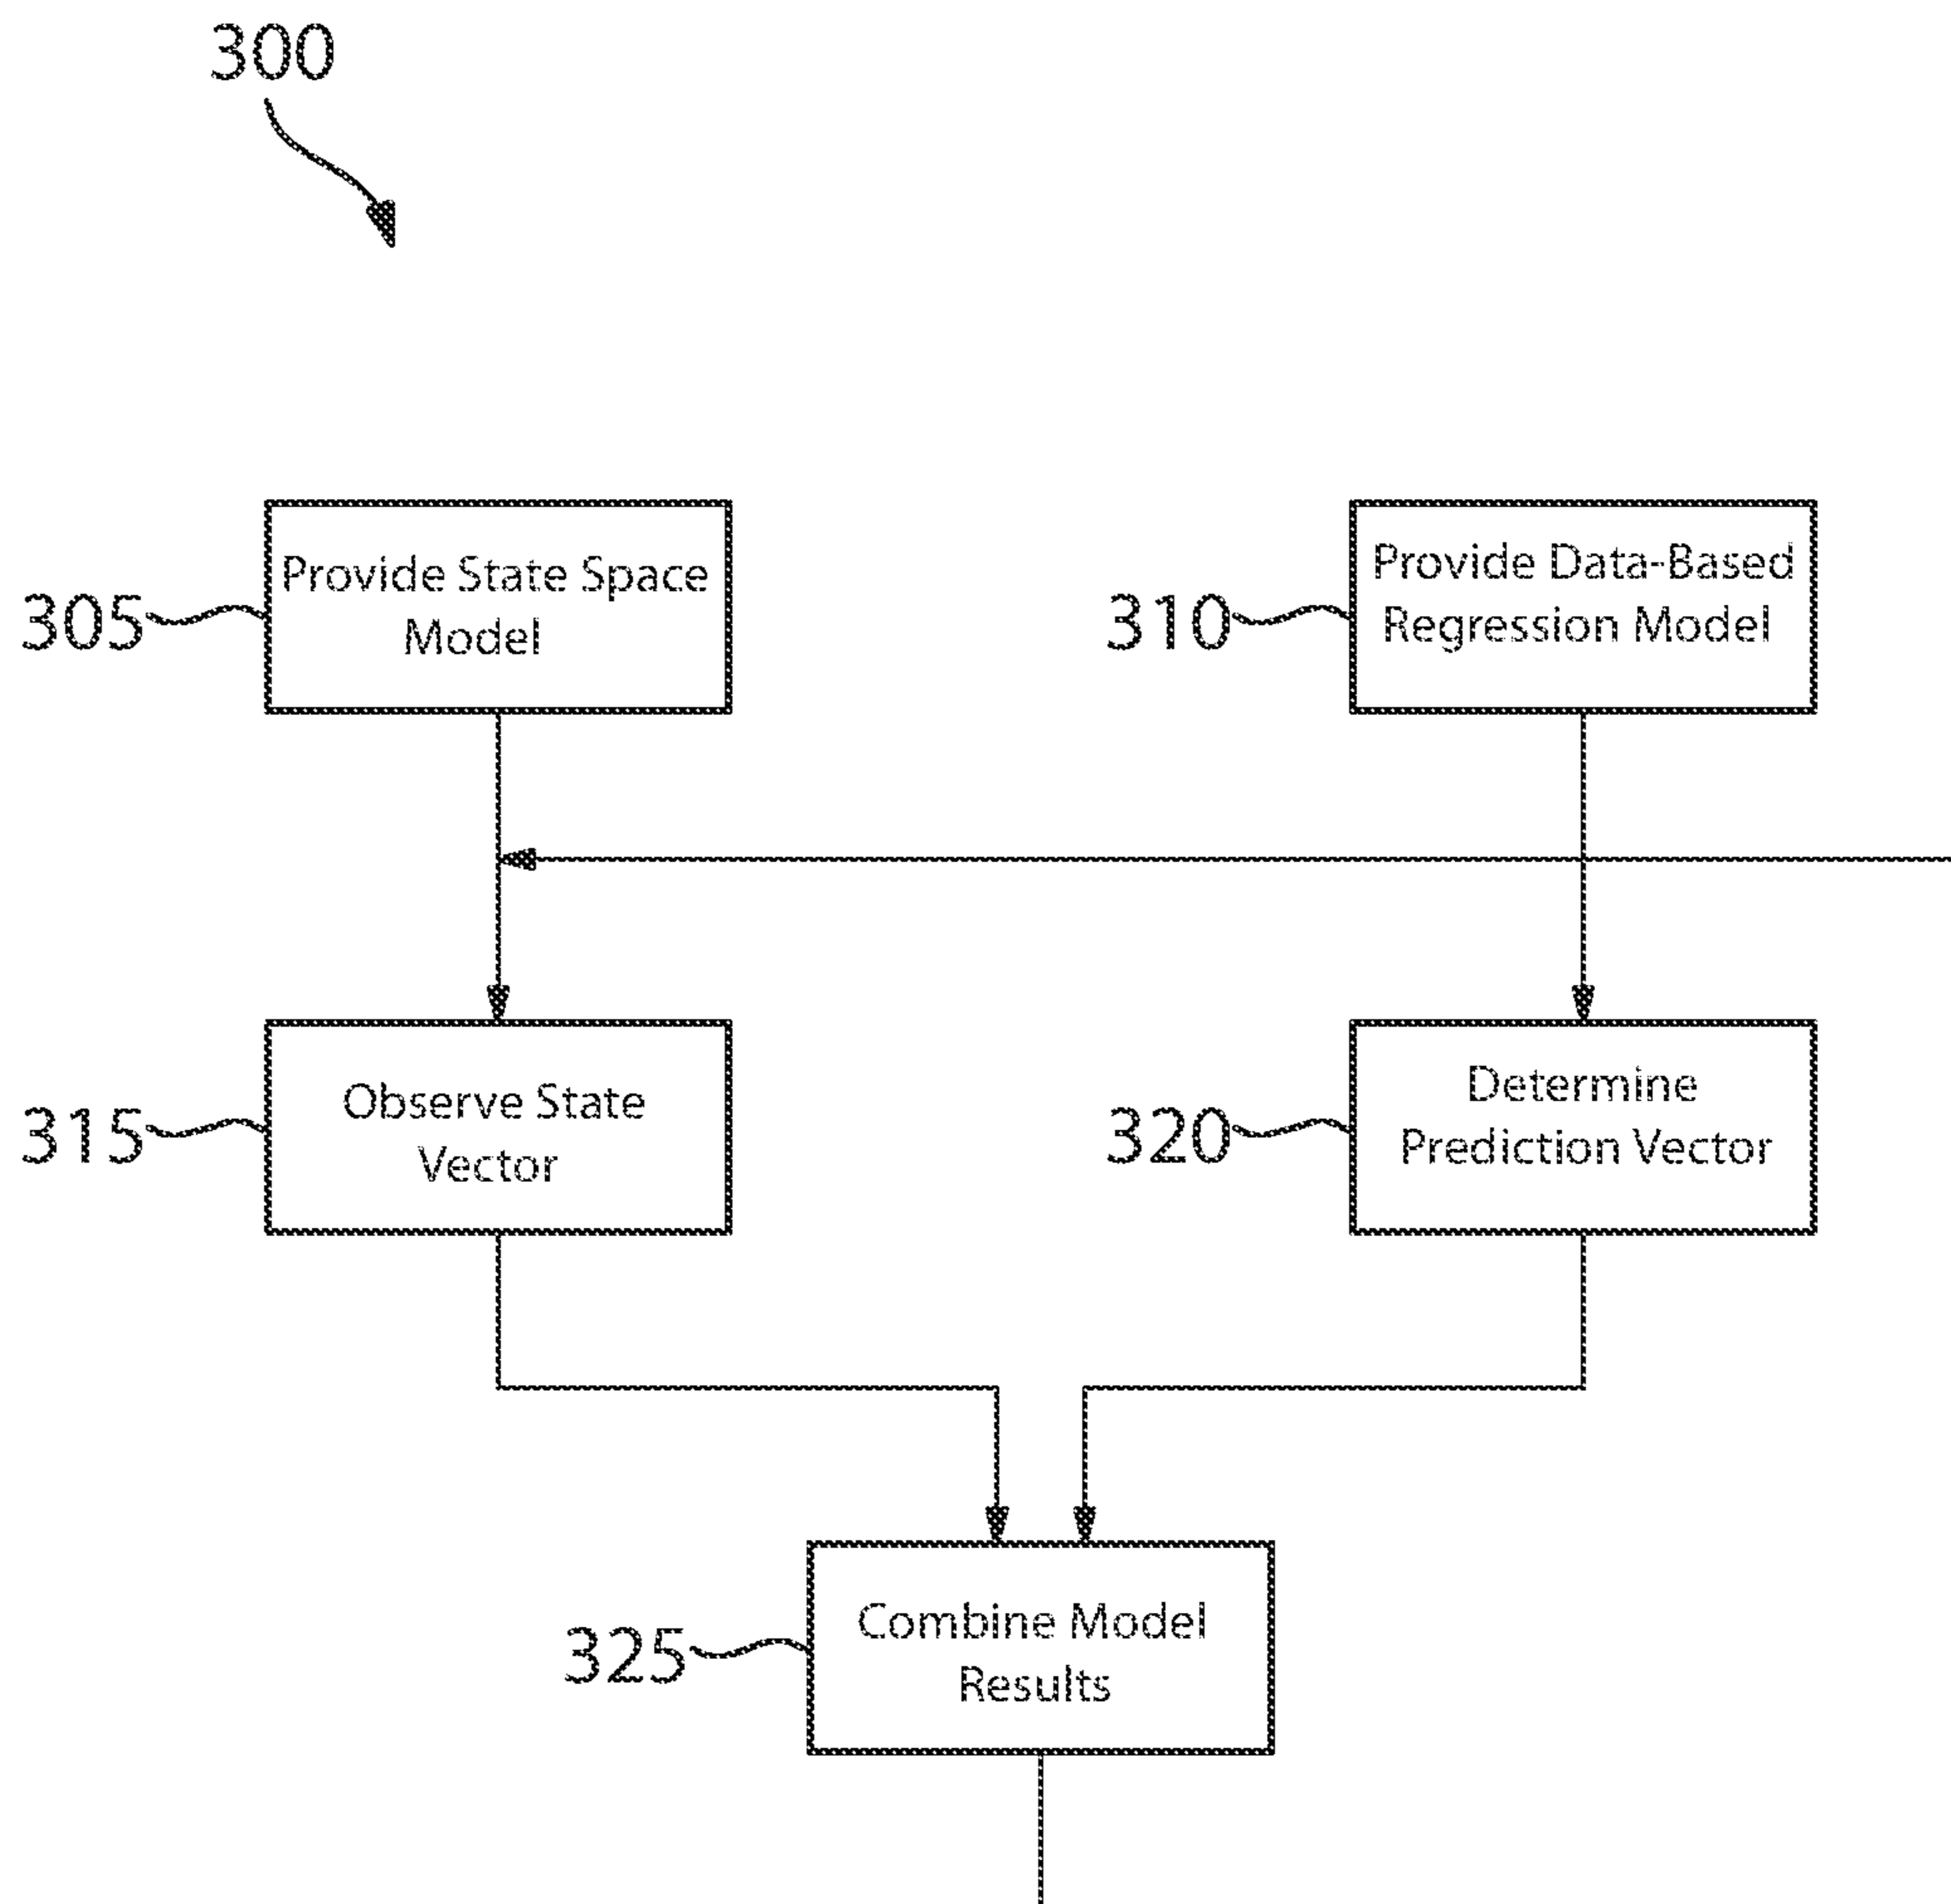 300
305
Provide State Space
Model
310
Provide Data-Based
Regression Model
315
Observe State
Vector
320
Determine
Prediction Vector
325
Combine Model
Results